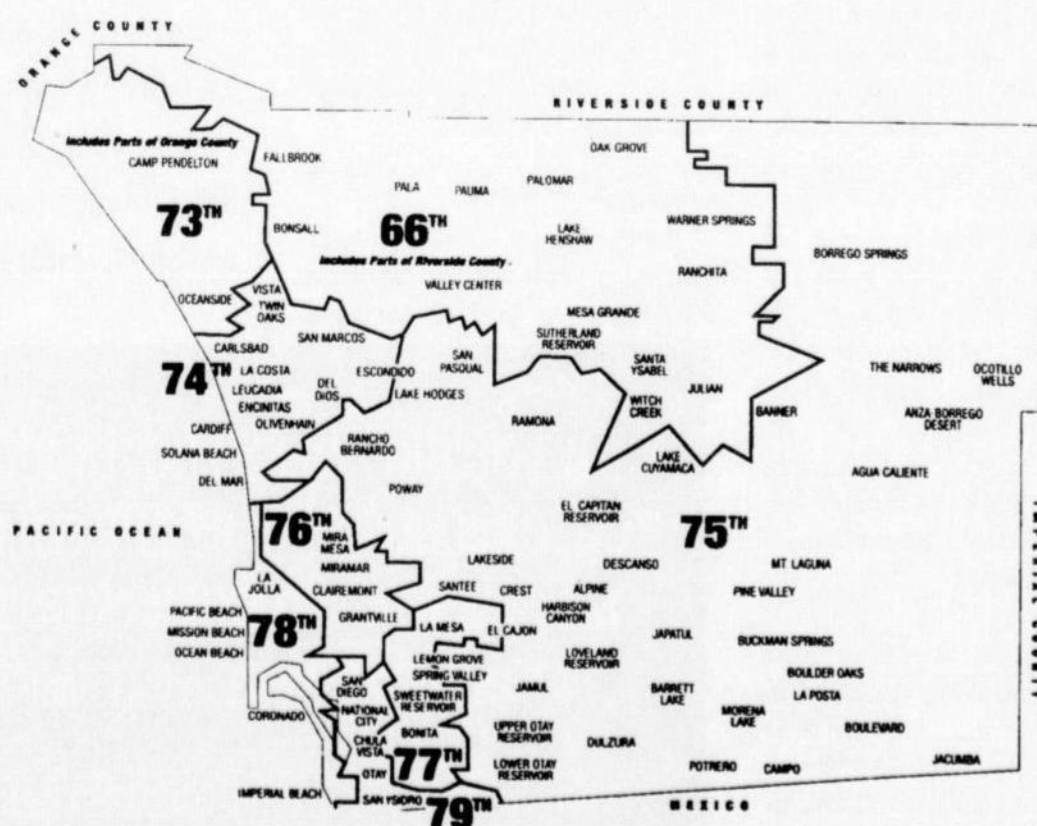 ORANGE COUNTY
RIVERSIDE COUNTY
Includes Parts of Orange County
CAMP PENDELTON
FALLBROOK
OAK GROVE
PALA
PAUMA
PALOMAR
73TH
BONSALL
66TH
LAKE
HENSHAW
WARNER SPRINGS
Includes Parts of Riverside County
BORREGO SPRINGS
RANCHITA
VALLEY CENTER
OCEANSIDE
VISTA
TWIN
OAKS
MESA GRANDE
SAN MARCOS
SUTHERLAND
RESERVOIR
CARLSBAD
74TH
LA COSTA
ESCONDIDO
SAN
PASQUAL
SANTA
YSABEL
THE NARROWS
OCOTILLO
WELLS
LEUCADIA
DEL
DIOS
LAKE HODGES
JULIAN
WITCH
CREEK
ENCINITAS
OLIVENHAIN
RAMONA
BANNER
ANZA-BORREGO
DESERT
CARDIFF
RANCHO
BERNARDO
SOLANA BEACH
LAKE
CUYAMACA
AGUA CALIENTE
DEL MAR
POWAY
EL CAPITAN
RESERVOIR
PACIFIC OCEAN
76TH
75TH
MIRA
MESA
MIRAMAR
LAKESIDE
DESCANSO
MT LAGUNA
LA
JOLLA
CLAIREMONT
SANTEE
CREST
ALPINE
PINE VALLEY
PACIFIC BEACH
GRANTVILLE
HARBISON
CANYON
78TH
MISSION BEACH
LA MESA
EL CAJON
JAPATUL
BUCKMAN SPRINGS
OCEAN BEACH
LEMON GROVE
SPRING VALLEY
LOVELAND
RESERVOIR
BOULDER OAKS
SAN
DIEGO
SWEETWATER
RESERVOIR
JAMUL
BARRETT
LAKE
LA POSTA
CORONADO
NATIONAL
CITY
MORENA
LAKE
BONITA
UPPER OTAY
RESERVOIR
BOULEVARD
CHULA
VISTA
DULZURA
77TH
OTAY
LOWER OTAY
RESERVOIR
POTRERO
CAMPO
JACUMBA
IMPERIAL BEACH
SAN YSIDRO
79TH
MEXICO